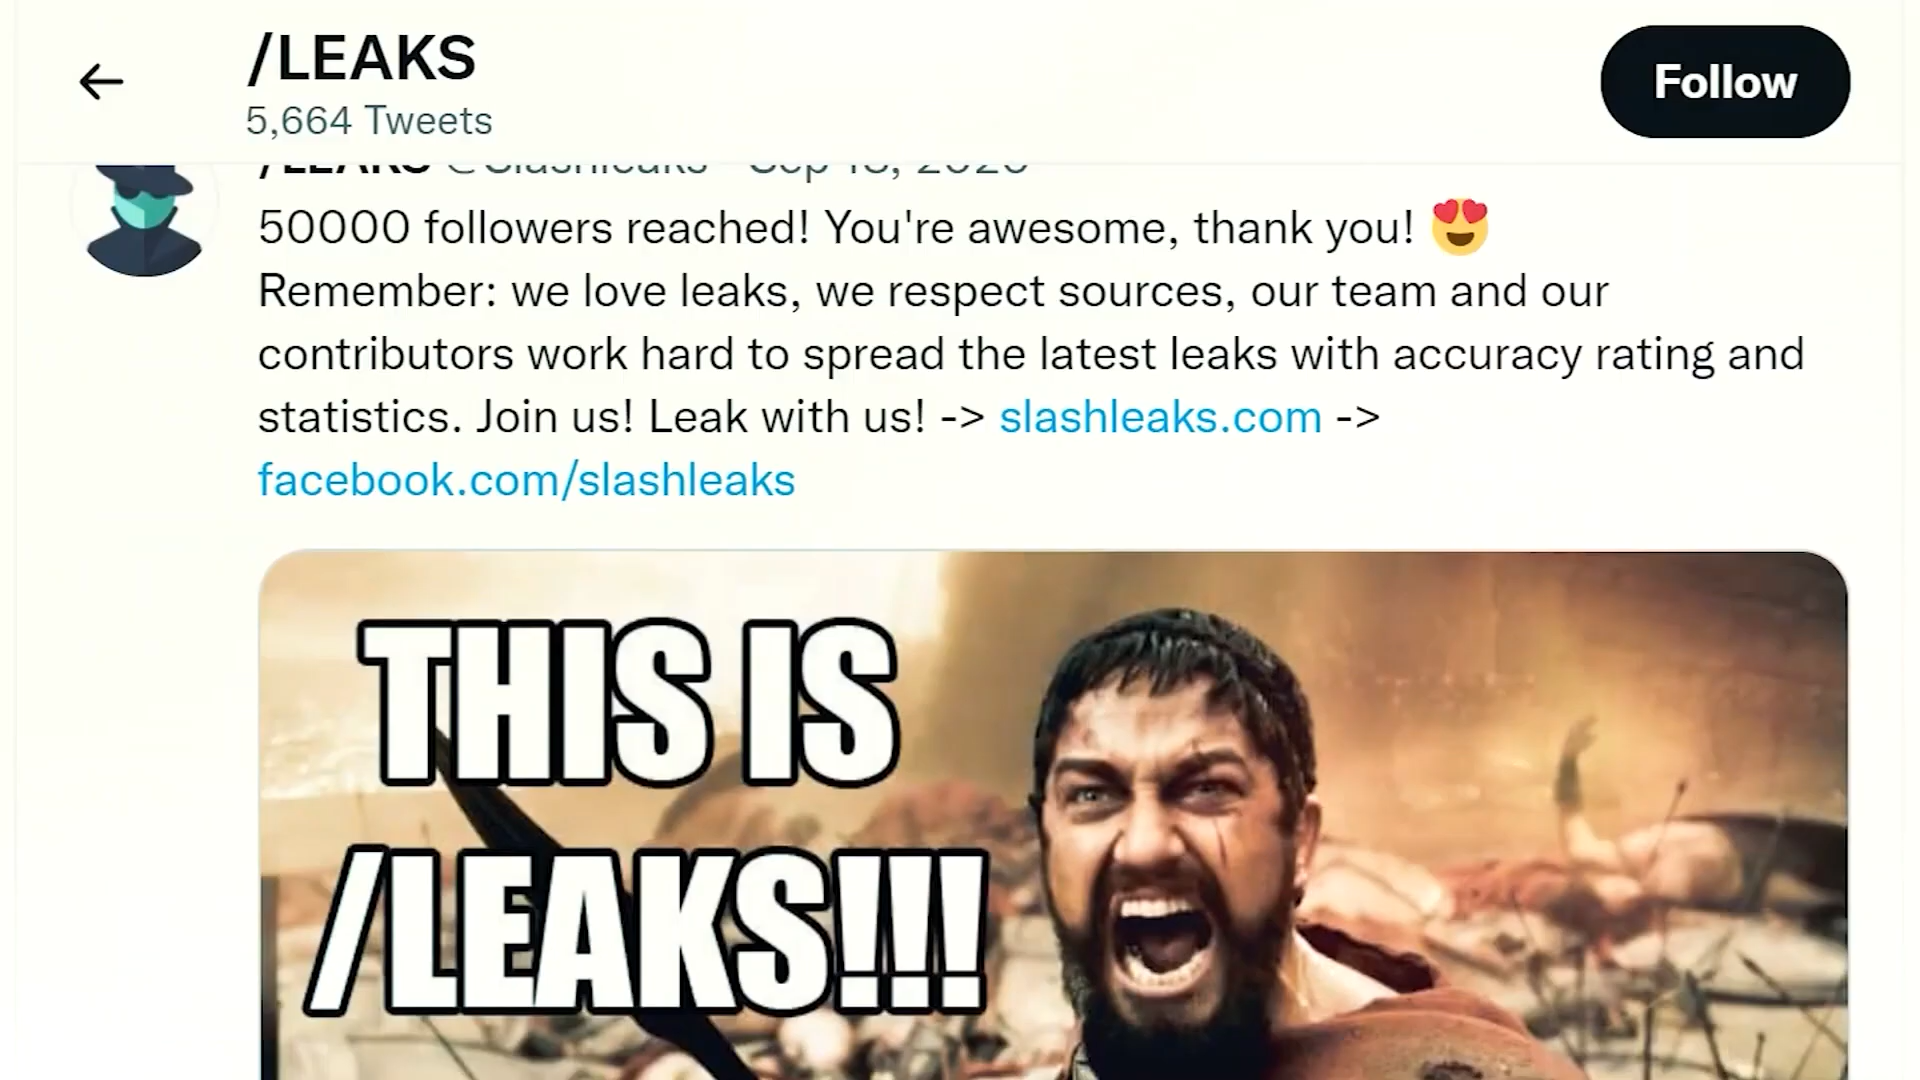 /LEAKS
5,664 Tweets
Follow
/LEAKS @Slashleaks
50000 followers reached! You're awesome, thank you! 😍
Remember: we love leaks, we respect sources, our team and our
contributors work hard to spread the latest leaks with accuracy rating and
statistics. Join us! Leak with us! -> slashleaks.com ->
facebook.com/slashleaks
THIS IS
/LEAKS!!!